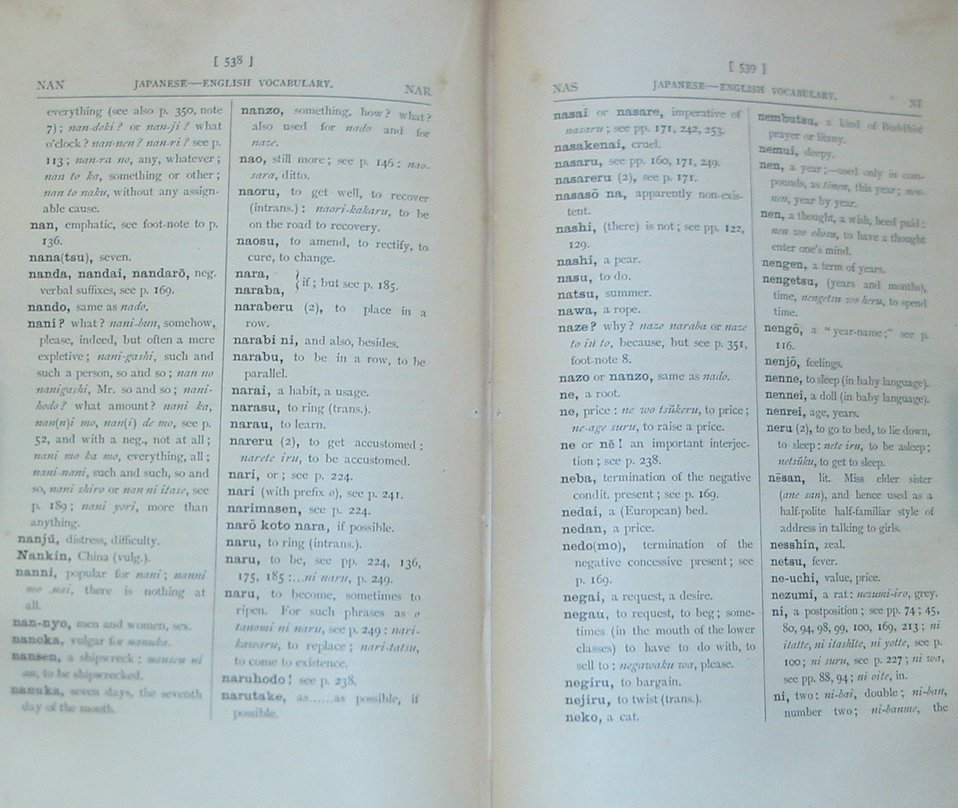 [ 538 ]
NAN JAPANESE—ENGLISH VOCABULARY. NAR
everything (see also p. 350, note
7) ; nan-doki ? or nan-ji ? what
o'clock ? nan-nen ? nan-ri ? see p.
113 ; nan-ra no, any, whatever ;
nan to ka, something or other ;
nan to naku, without any assign-
able cause.
nan, emphatic, see foot-note to p.
136.
nana(tsu), seven.
nanda, nandai, nandarō, neg.
verbal suffixes, see p. 169.
nando, same as nado.
nani ? what ? nani-bun, somehow,
please, indeed, but often a mere
expletive ; nani-gashi, such and
such a person, so and so ; nan no
nanigashi, Mr. so and so ; nani-
hodo ? what amount ? nani ka,
nan(n)i mo, nan(i) de mo, see p.
52, and with a neg., not at all ;
nani mo ka mo, everything, all ;
nani-nani, such and such, so and
so, nani shiro or nan ni itase, see
p. 189 ; nani yori, more than
anything.
nanjū, distress, difficulty.
Nankin, China (vulg.).
nanni, popular for nani ; nanni
mo nai, there is nothing at
all.
nan-nyo, men and women, sex.
nanoka, vulgar for nanuka.
nansen, a shipwreck ; nansen ni
au, to be shipwrecked.
nanuka, seven days, the seventh
day of the month.
nanzo, something, how ? what ?
also used for nado and for
naze.
nao, still more ; see p. 146 : nao-
sara, ditto.
naoru, to get well, to recover
(intrans.) : naori-kakaru, to be
on the road to recovery.
naosu, to amend, to rectify, to
cure, to change.
nara,
naraba, } if ; but see p. 185.
naraberu (2), to place in a
row.
narabi ni, and also, besides.
narabu, to be in a row, to be
parallel.
narai, a habit, a usage.
narasu, to ring (trans.).
narau, to learn.
nareru (2), to get accustomed :
narete iru, to be accustomed.
nari, or ; see p. 224.
nari (with prefix o), see p. 241.
narimasen, see p. 224.
narō koto nara, if possible.
naru, to ring (intrans.).
naru, to be, see pp. 224, 136,
175, 185 :...ni naru, p. 249.
naru, to become, sometimes to
ripen. For such phrases as o
tanomi ni naru, see p. 249 : nari-
kawaru, to replace ; nari-tatsu,
to come to existence.
naruhodo ! see p. 238.
narutake, as......as possible, if
possible.
[ 539 ]
NAS JAPANESE—ENGLISH VOCABULARY. NI
nasai or nasare, imperative of
nasaru ; see pp. 171, 242, 253.
nasakenai, cruel.
nasaru, see pp. 160, 171, 249.
nasareru (2), see p. 171.
nasasō na, apparently non-exis-
tent.
nashi, (there) is not ; see pp. 122,
129.
nashi, a pear.
nasu, to do.
natsu, summer.
nawa, a rope.
naze ? why ? naze naraba or naze
to iu to, because, but see p. 351,
foot-note 8.
nazo or nanzo, same as nado.
ne, a root.
ne, price : ne wo tsŭkeru, to price ;
ne-age suru, to raise a price.
ne or nē ! an important interjec-
tion ; see p. 238.
neba, termination of the negative
condit. present ; see p. 169.
nedai, a (European) bed.
nedan, a price.
nedo(mo), termination of the
negative concessive present ; see
p. 169.
negai, a request, a desire.
negau, to request, to beg ; some-
times (in the mouth of the lower
classes) to have to do with, to
sell to : negawaku wa, please.
negiru, to bargain.
nejiru, to twist (trans.).
neko, a cat.
nembutsu, a kind of Buddhist
prayer or litany.
nemui, sleepy.
nen, a year ;—used only in com-
pounds, as tōnen, this year ; nen-
nen, year by year.
nen, a thought, a wish, heed paid :
nen wo okosu, to have a thought
enter one's mind.
nengen, a term of years.
nengetsu, (years and months),
time, nengetsu wo heru, to spend
time.
nengō, a "year-name ;" see p.
116.
nenjō, feelings.
nenne, to sleep (in baby language).
nennei, a doll (in baby language).
nenrei, age, years.
neru (2), to go to bed, to lie down,
to sleep : nete iru, to be asleep ;
netsŭku, to get to sleep.
nēsan, lit. Miss elder sister
(ane san), and hence used as a
half-polite half-familiar style of
address in talking to girls.
nesshin, zeal.
netsu, fever.
ne-uchi, value, price.
nezumi, a rat : nezumi-iro, grey.
ni, a postposition ; see pp. 74 ; 45,
80, 94, 98, 99, 100, 169, 213 ; ni
itatte, ni itashite, ni yotte, see p.
100 ; ni suru, see p. 227 ; ni wa,
see pp. 88, 94 ; ni oite, in.
ni, two : ni-bai, double ; ni-ban,
number two ; ni-banme, the